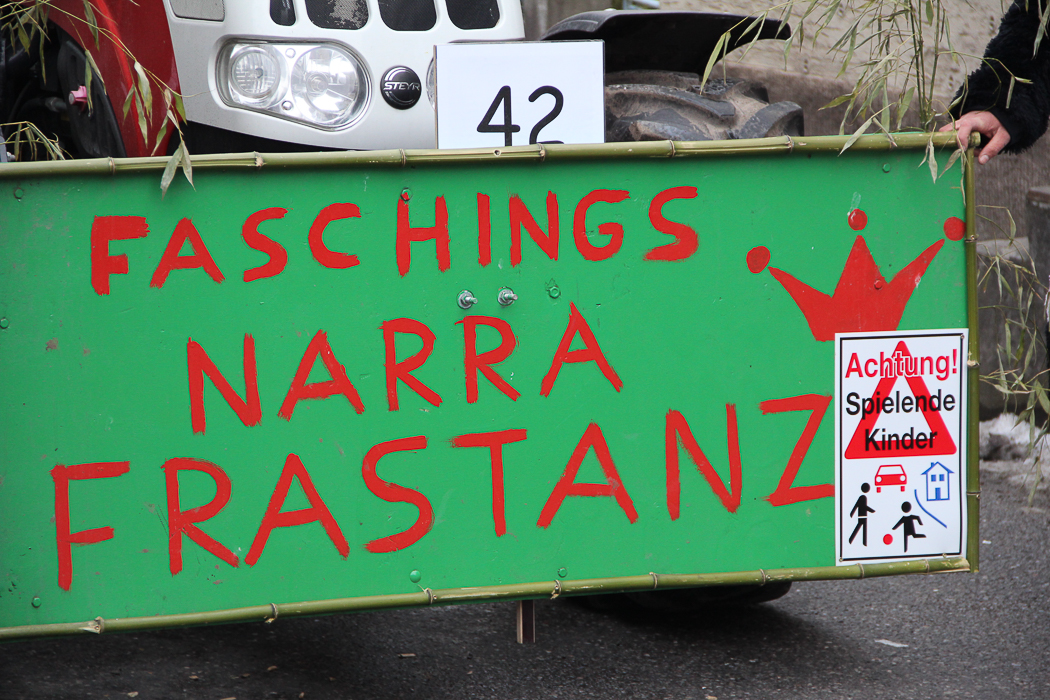 STEYR
42
FASCHINGS
NARRA
FRASTANZ
Achtung!
Spielende
Kinder